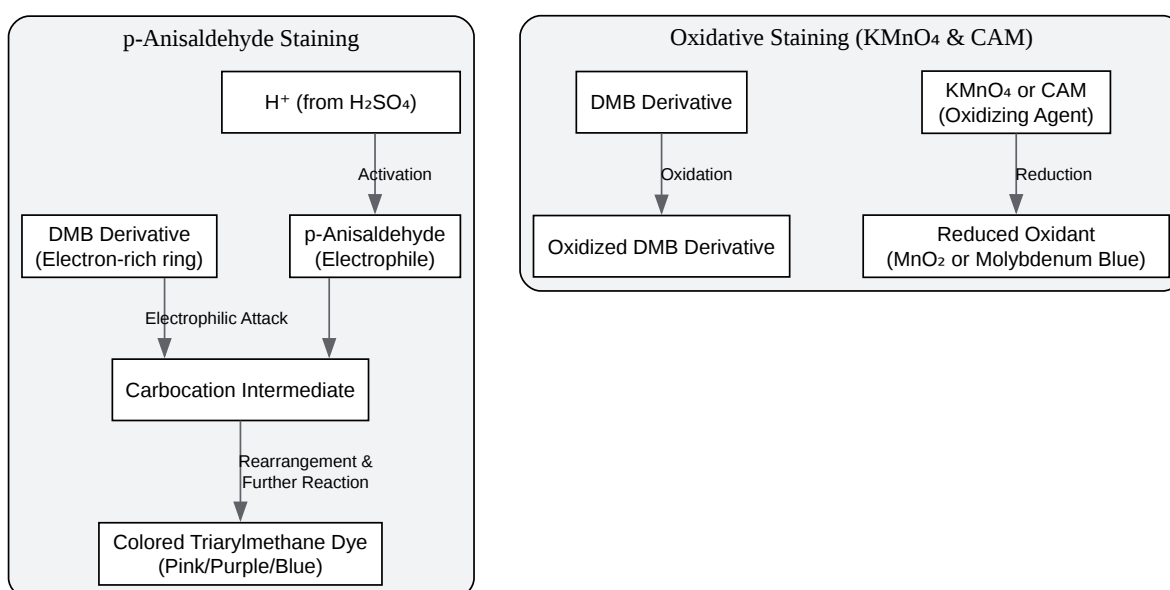 p-Anisaldehyde Staining
H⁺ (from H₂SO₄)
Activation
DMB Derivative
(Electron-rich ring)
p-Anisaldehyde
(Electrophile)
Electrophilic Attack
Carbocation Intermediate
Rearrangement &
Further Reaction
Colored Triarylmethane Dye
(Pink/Purple/Blue)
Oxidative Staining (KMnO₄ & CAM)
DMB Derivative
KMnO₄ or CAM
(Oxidizing Agent)
Oxidation
Reduction
Oxidized DMB Derivative
Reduced Oxidant
(MnO₂ or Molybdenum Blue)